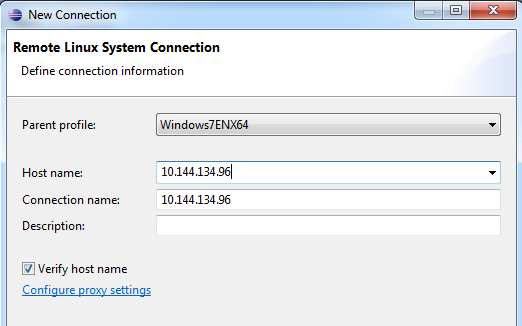 New Connection
Remote Linux System Connection
Define connection information
Parent profile: Windows7ENX64
Host name: 10.144.134.96
Connection name: 10.144.134.96
Description:
Verify host name
Configure proxy settings